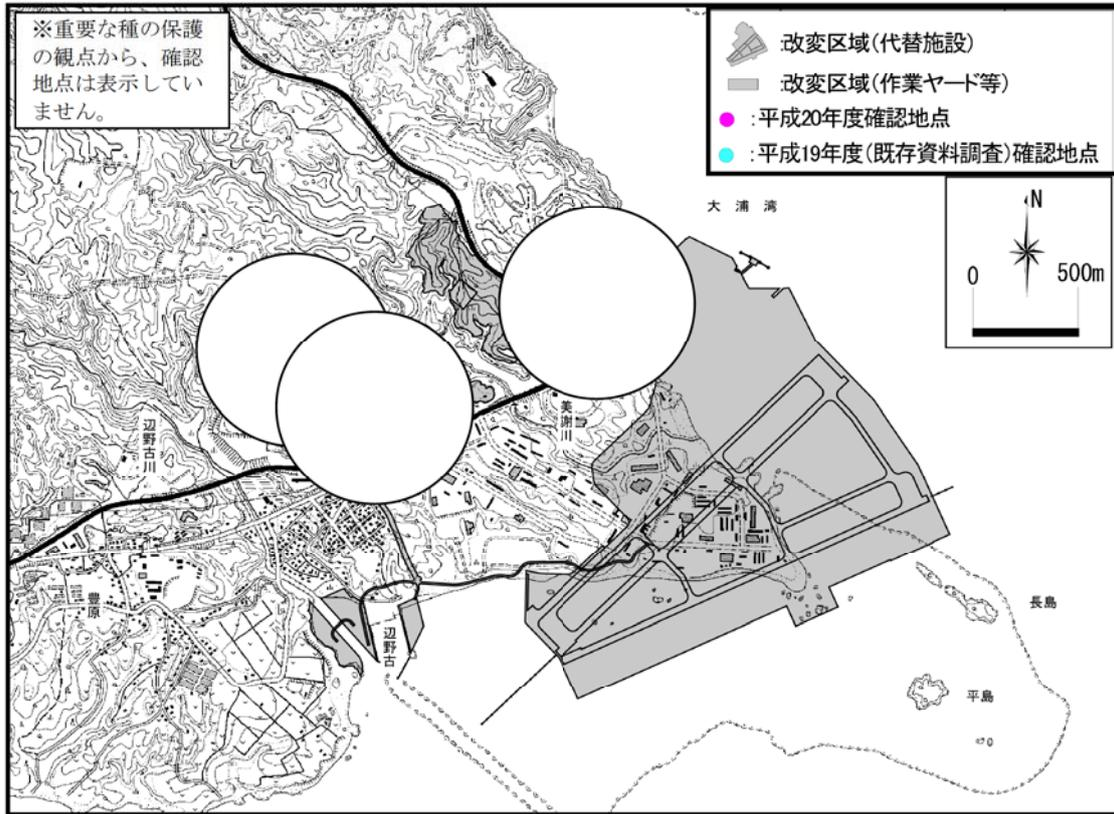 ※重要な種の保護
の観点から、確認
地点は表示してい
ません。
:改変区域(代替施設)
:改変区域(作業ヤード等)
:平成20年度確認地点
:平成19年度(既存資料調査)確認地点
大浦湾
N
0 500m
美謝川
辺野古川
豊原
辺野古
長島
平島